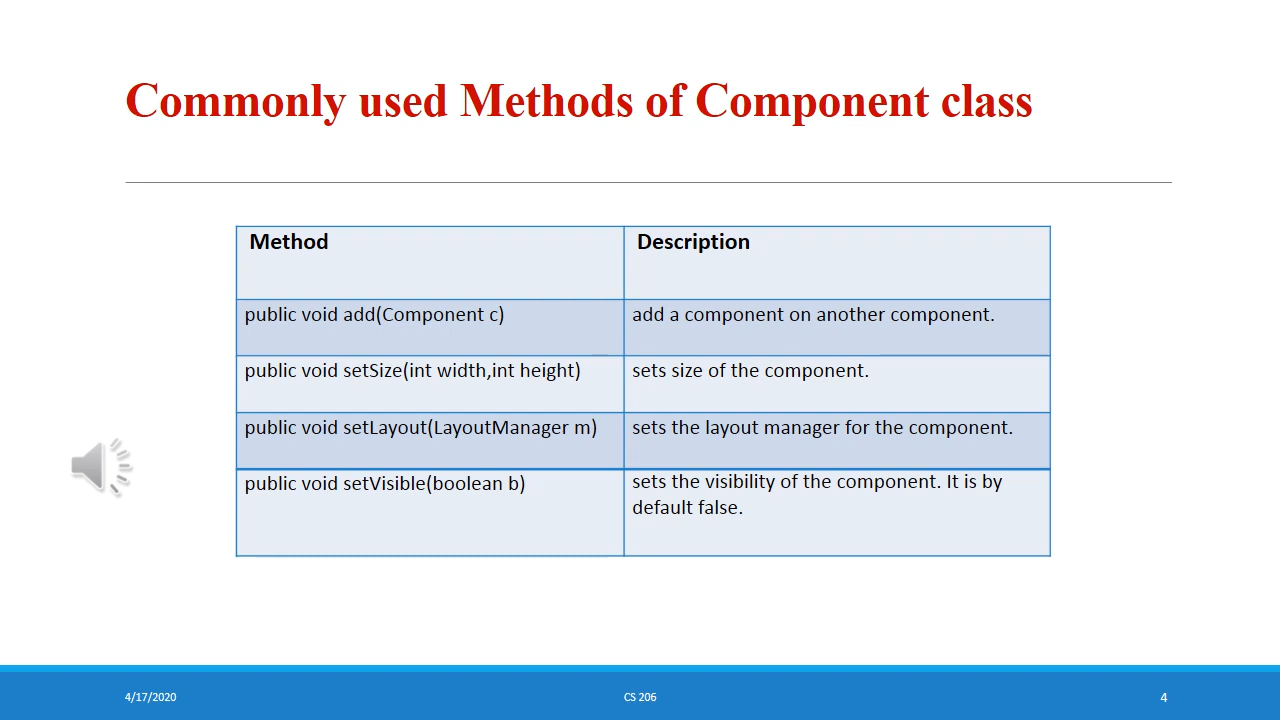 Commonly used Methods of Component class
Method
Description
public void add(Component c)
add a component on another component.
public void setSize(int width,int height)
sets size of the component.
public void setLayout(LayoutManager m)
sets the layout manager for the component.
public void setVisible(boolean b)
sets the visibility of the component. It is by
default false.
4/17/2020
CS 206
4